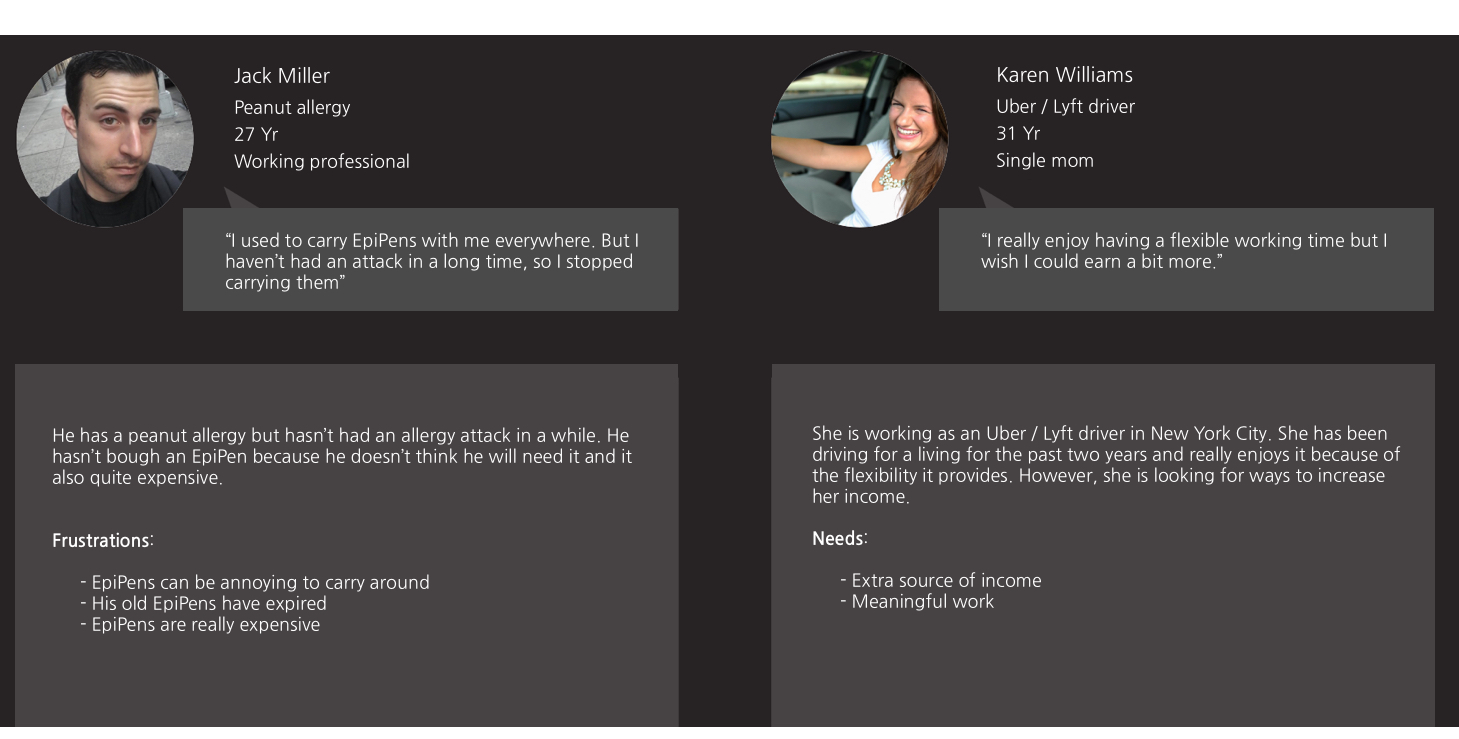 Jack Miller
Peanut allergy
27 Yr
Working professional
“I used to carry EpiPens with me everywhere. But I
haven’t had an attack in a long time, so I stopped
carrying them”
He has a peanut allergy but hasn’t had an allergy attack in a while. He
hasn’t bough an EpiPen because he doesn’t think he will need it and it
also quite expensive.
Frustrations:
- EpiPens can be annoying to carry around
- His old EpiPens have expired
- EpiPens are really expensive
Karen Williams
Uber / Lyft driver
31 Yr
Single mom
“I really enjoy having a flexible working time but I
wish I could earn a bit more.”
She is working as an Uber / Lyft driver in New York City. She has been
driving for a living for the past two years and really enjoys it because of
the flexibility it provides. However, she is looking for ways to increase
her income.
Needs:
- Extra source of income
- Meaningful work